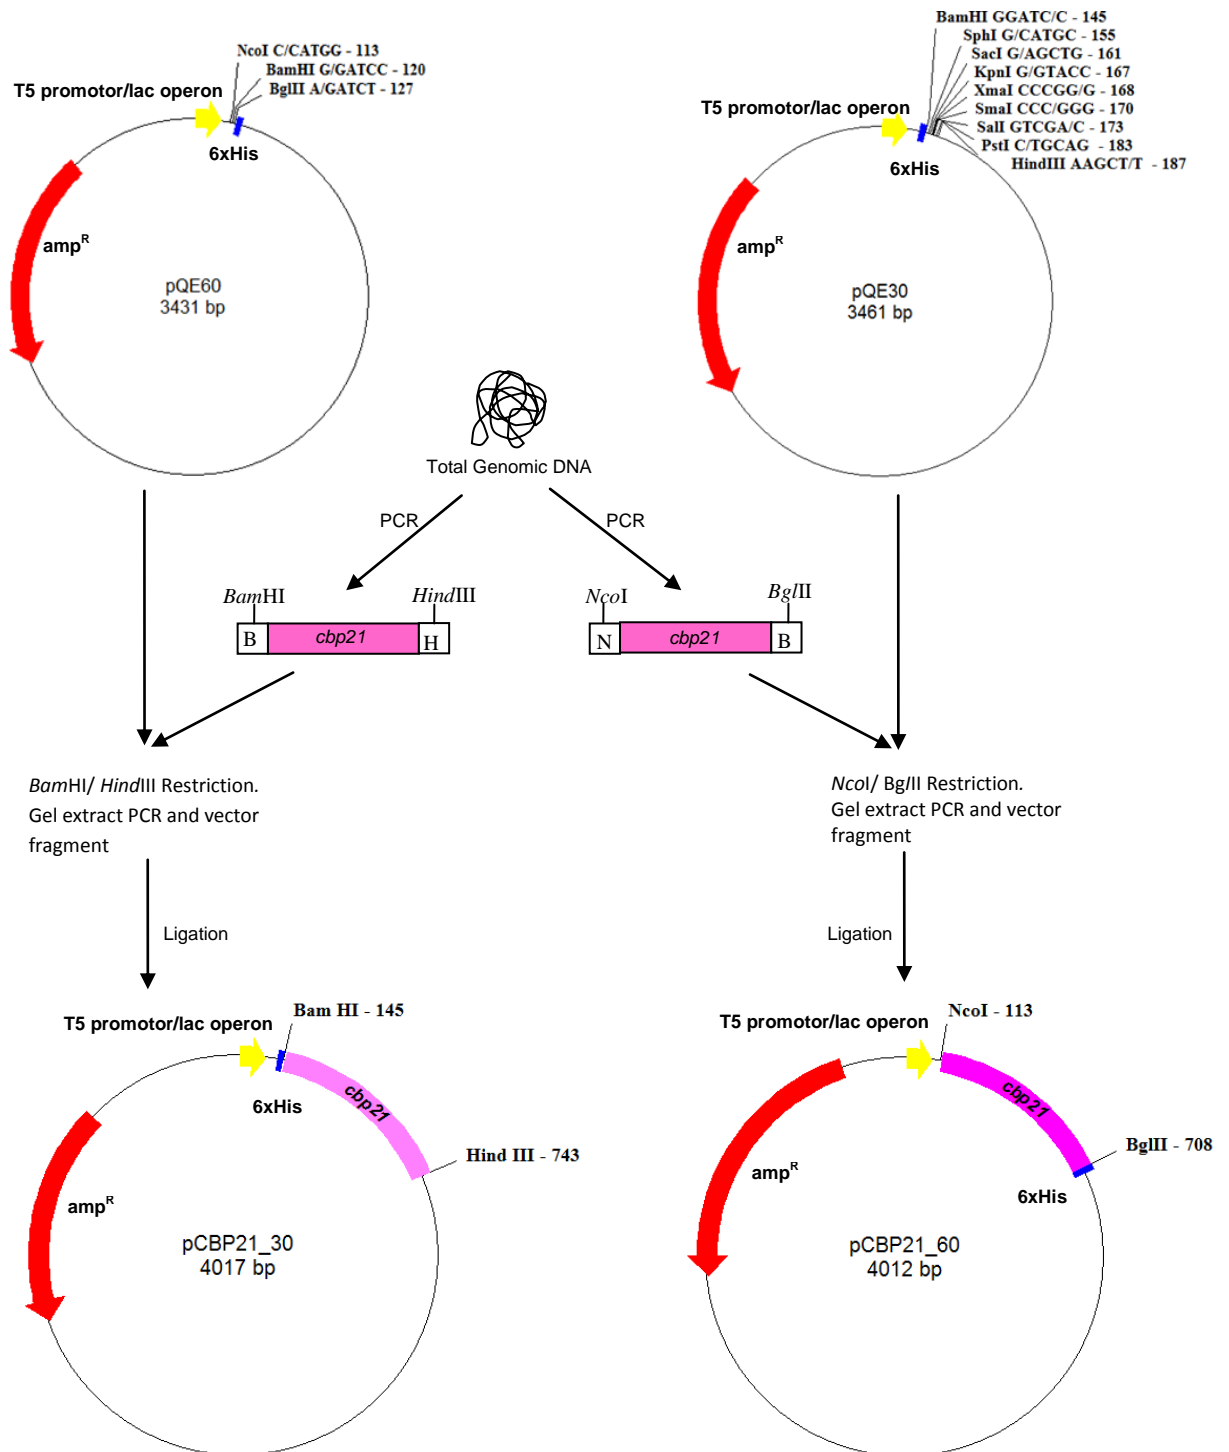 NcoI C/CATGG - 113
BamHI G/GATCC - 120
BglII A/GATCT - 127
T5 promotor/lac operon
6xHis
amp^R
pQE60
3431 bp
BamHI GGATC/C - 145
SphI G/CATGC - 155
SacI G/AGCTG - 161
KpnI G/GTACC - 167
XmaI CCCGG/G - 168
SmaI CCC/GGG - 170
SalI GTCGA/C - 173
PstI C/TGCAG - 183
HindIII AAGCT/T - 187
T5 promotor/lac operon
6xHis
amp^R
pQE30
3461 bp
Total Genomic DNA
PCR
PCR
BamHI
HindIII
B
cbp21
H
NcoI
BglII
N
cbp21
B
BamHI/ HindIII Restriction.
Gel extract PCR and vector
fragment
NcoI/ BglII Restriction.
Gel extract PCR and vector
fragment
Ligation
Ligation
T5 promotor/lac operon
Bam HI - 145
6xHis
cbp21
Hind III - 743
amp^R
pCBP21_30
4017 bp
T5 promotor/lac operon
NcoI - 113
cbp21
BglII - 708
6xHis
amp^R
pCBP21_60
4012 bp